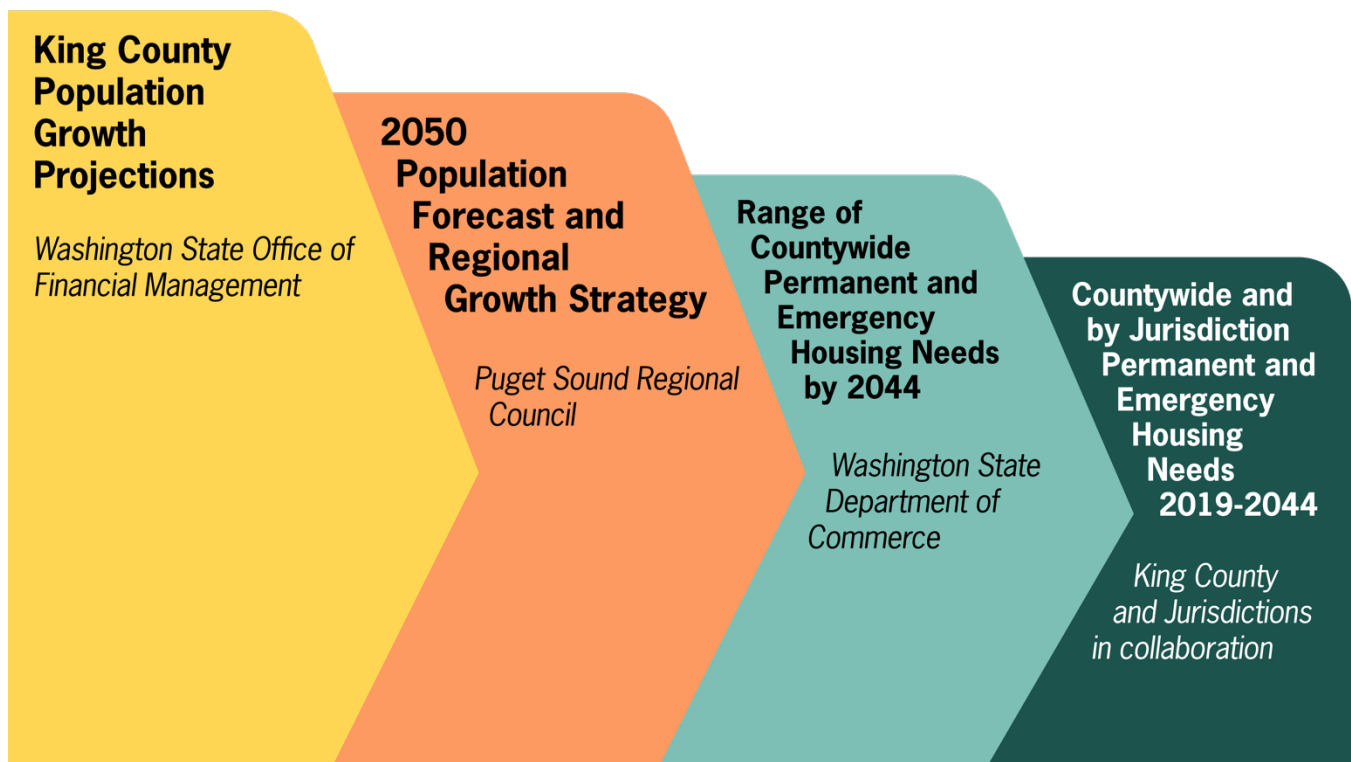 King County
Population
Growth
Projections
Washington State Office of
Financial Management
2050
Population
Forecast and
Regional
Growth Strategy
Puget Sound Regional
Council
Range of
Countywide
Permanent and
Emergency
Housing Needs
by 2044
Washington State
Department of
Commerce
Countywide and
by Jurisdiction
Permanent and
Emergency
Housing
Needs
2019-2044
King County
and Jurisdictions
in collaboration